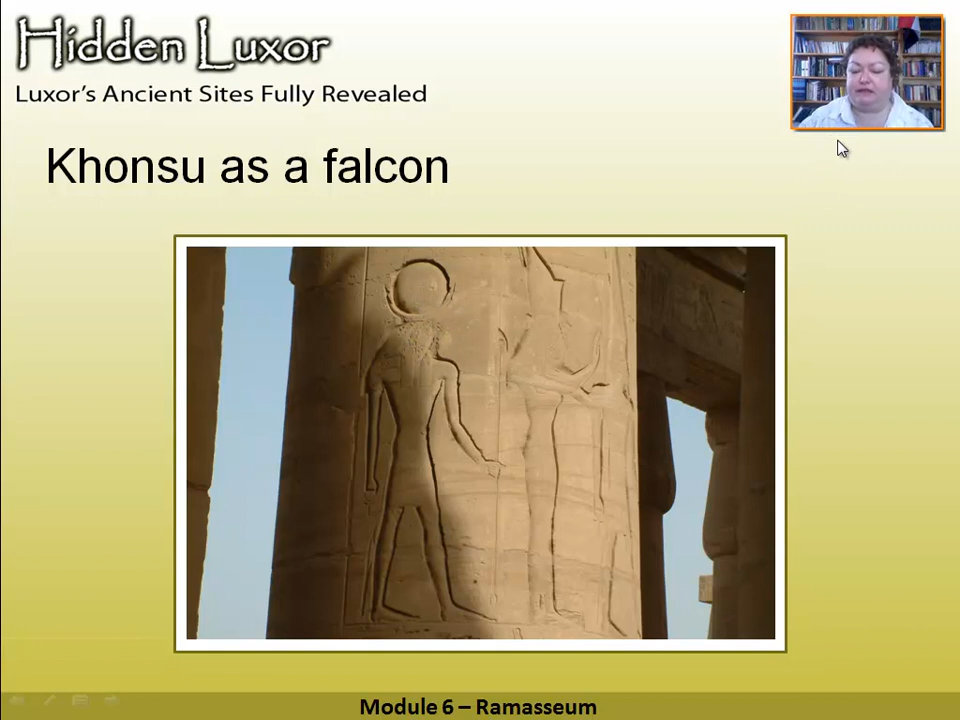 Hidden Luxor
Luxor's Ancient Sites Fully Revealed
Khonsu as a falcon
Module 6 – Ramasseum